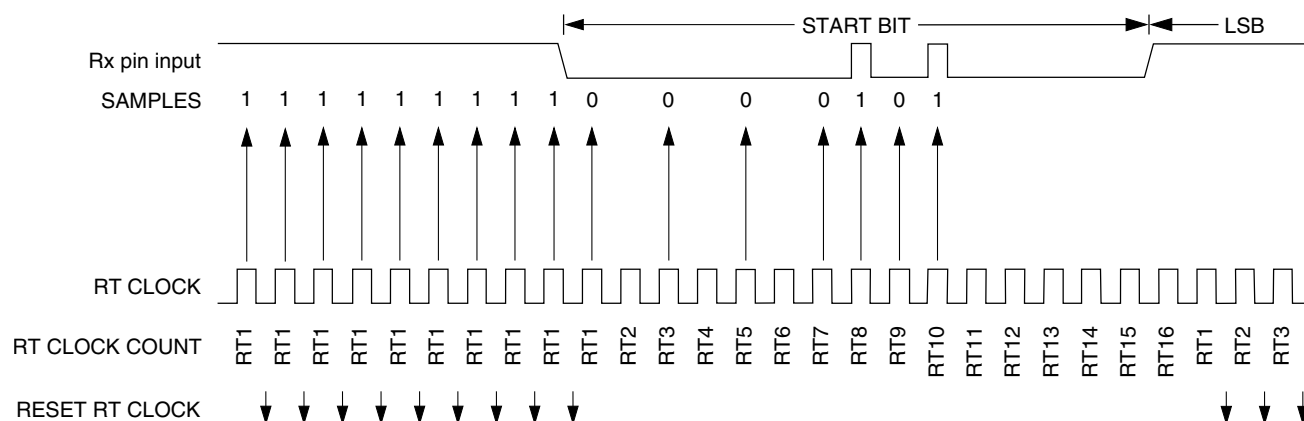 START BIT LSB
Rx pin input
SAMPLES 1 1 1 1 1 1 1 1 1 0 0 0 0 1 0 1
RT CLOCK
RT CLOCK COUNT RT1 RT1 RT1 RT1 RT1 RT1 RT1 RT1 RT1 RT1 RT2 RT3 RT4 RT5 RT6 RT7 RT8 RT9 RT10 RT11 RT12 RT13 RT14 RT15 RT16 RT1 RT2 RT3
RESET RT CLOCK